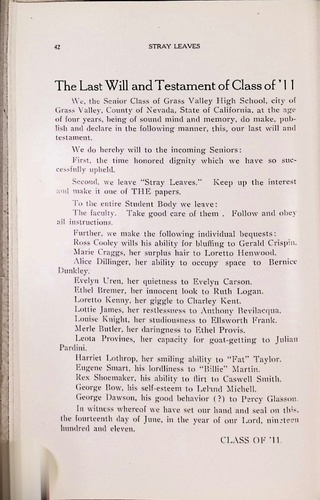 42 STRAY LEAVES
The Last Will and Testament of Class of '11
We, the Senior Class of Grass Valley High School, city of
Grass Valley, County of Nevada, State of California, at the age
of four years, being of sound mind and memory, do make, pub-
lish and declare in the following manner, this, our last will and
testament.
We do hereby will to the incoming Seniors:
First, the time honored dignity which we have so suc-
cessfully upheld.
Second, we leave "Stray Leaves." Keep up the interest
and make it one of THE papers.
To the entire Student Body we leave:
The faculty. Take good care of them . Follow and obey
all instructions.
Further, we make the following individual bequests:
Ross Cooley wills his ability for bluffing to Gerald Crispin.
Marie Craggs, her surplus hair to Loretto Henwood.
Alice Dillinger, her ability to occupy space to Bernice
Dunkley.
Evelyn Uren, her quietness to Evelyn Carson.
Ethel Bremer, her innocent look to Ruth Logan.
Loretto Kenny, her giggle to Charley Kent.
Lottie James, her restlessness to Anthony Bevilacqua.
Louise Knight, her studiousness to Ellsworth Frank.
Merle Butler, her daringness to Ethel Provis.
Leota Provines, her capacity for goat-getting to Julian
Pardini.
Harriet Lothrop, her smiling ability to "Fat" Taylor.
Eugene Smart, his lordliness to "Billie" Martin.
Rex Shoemaker, his ability to flirt to Caswell Smith.
George Bow, his self-esteem to Leland Michell.
George Dawson, his good behavior (?) to Percy Glasson.
In witness whereof we have set our hand and seal on this,
the fourteenth day of June, in the year of our Lord, nineteen
hundred and eleven.
CLASS OF '11.